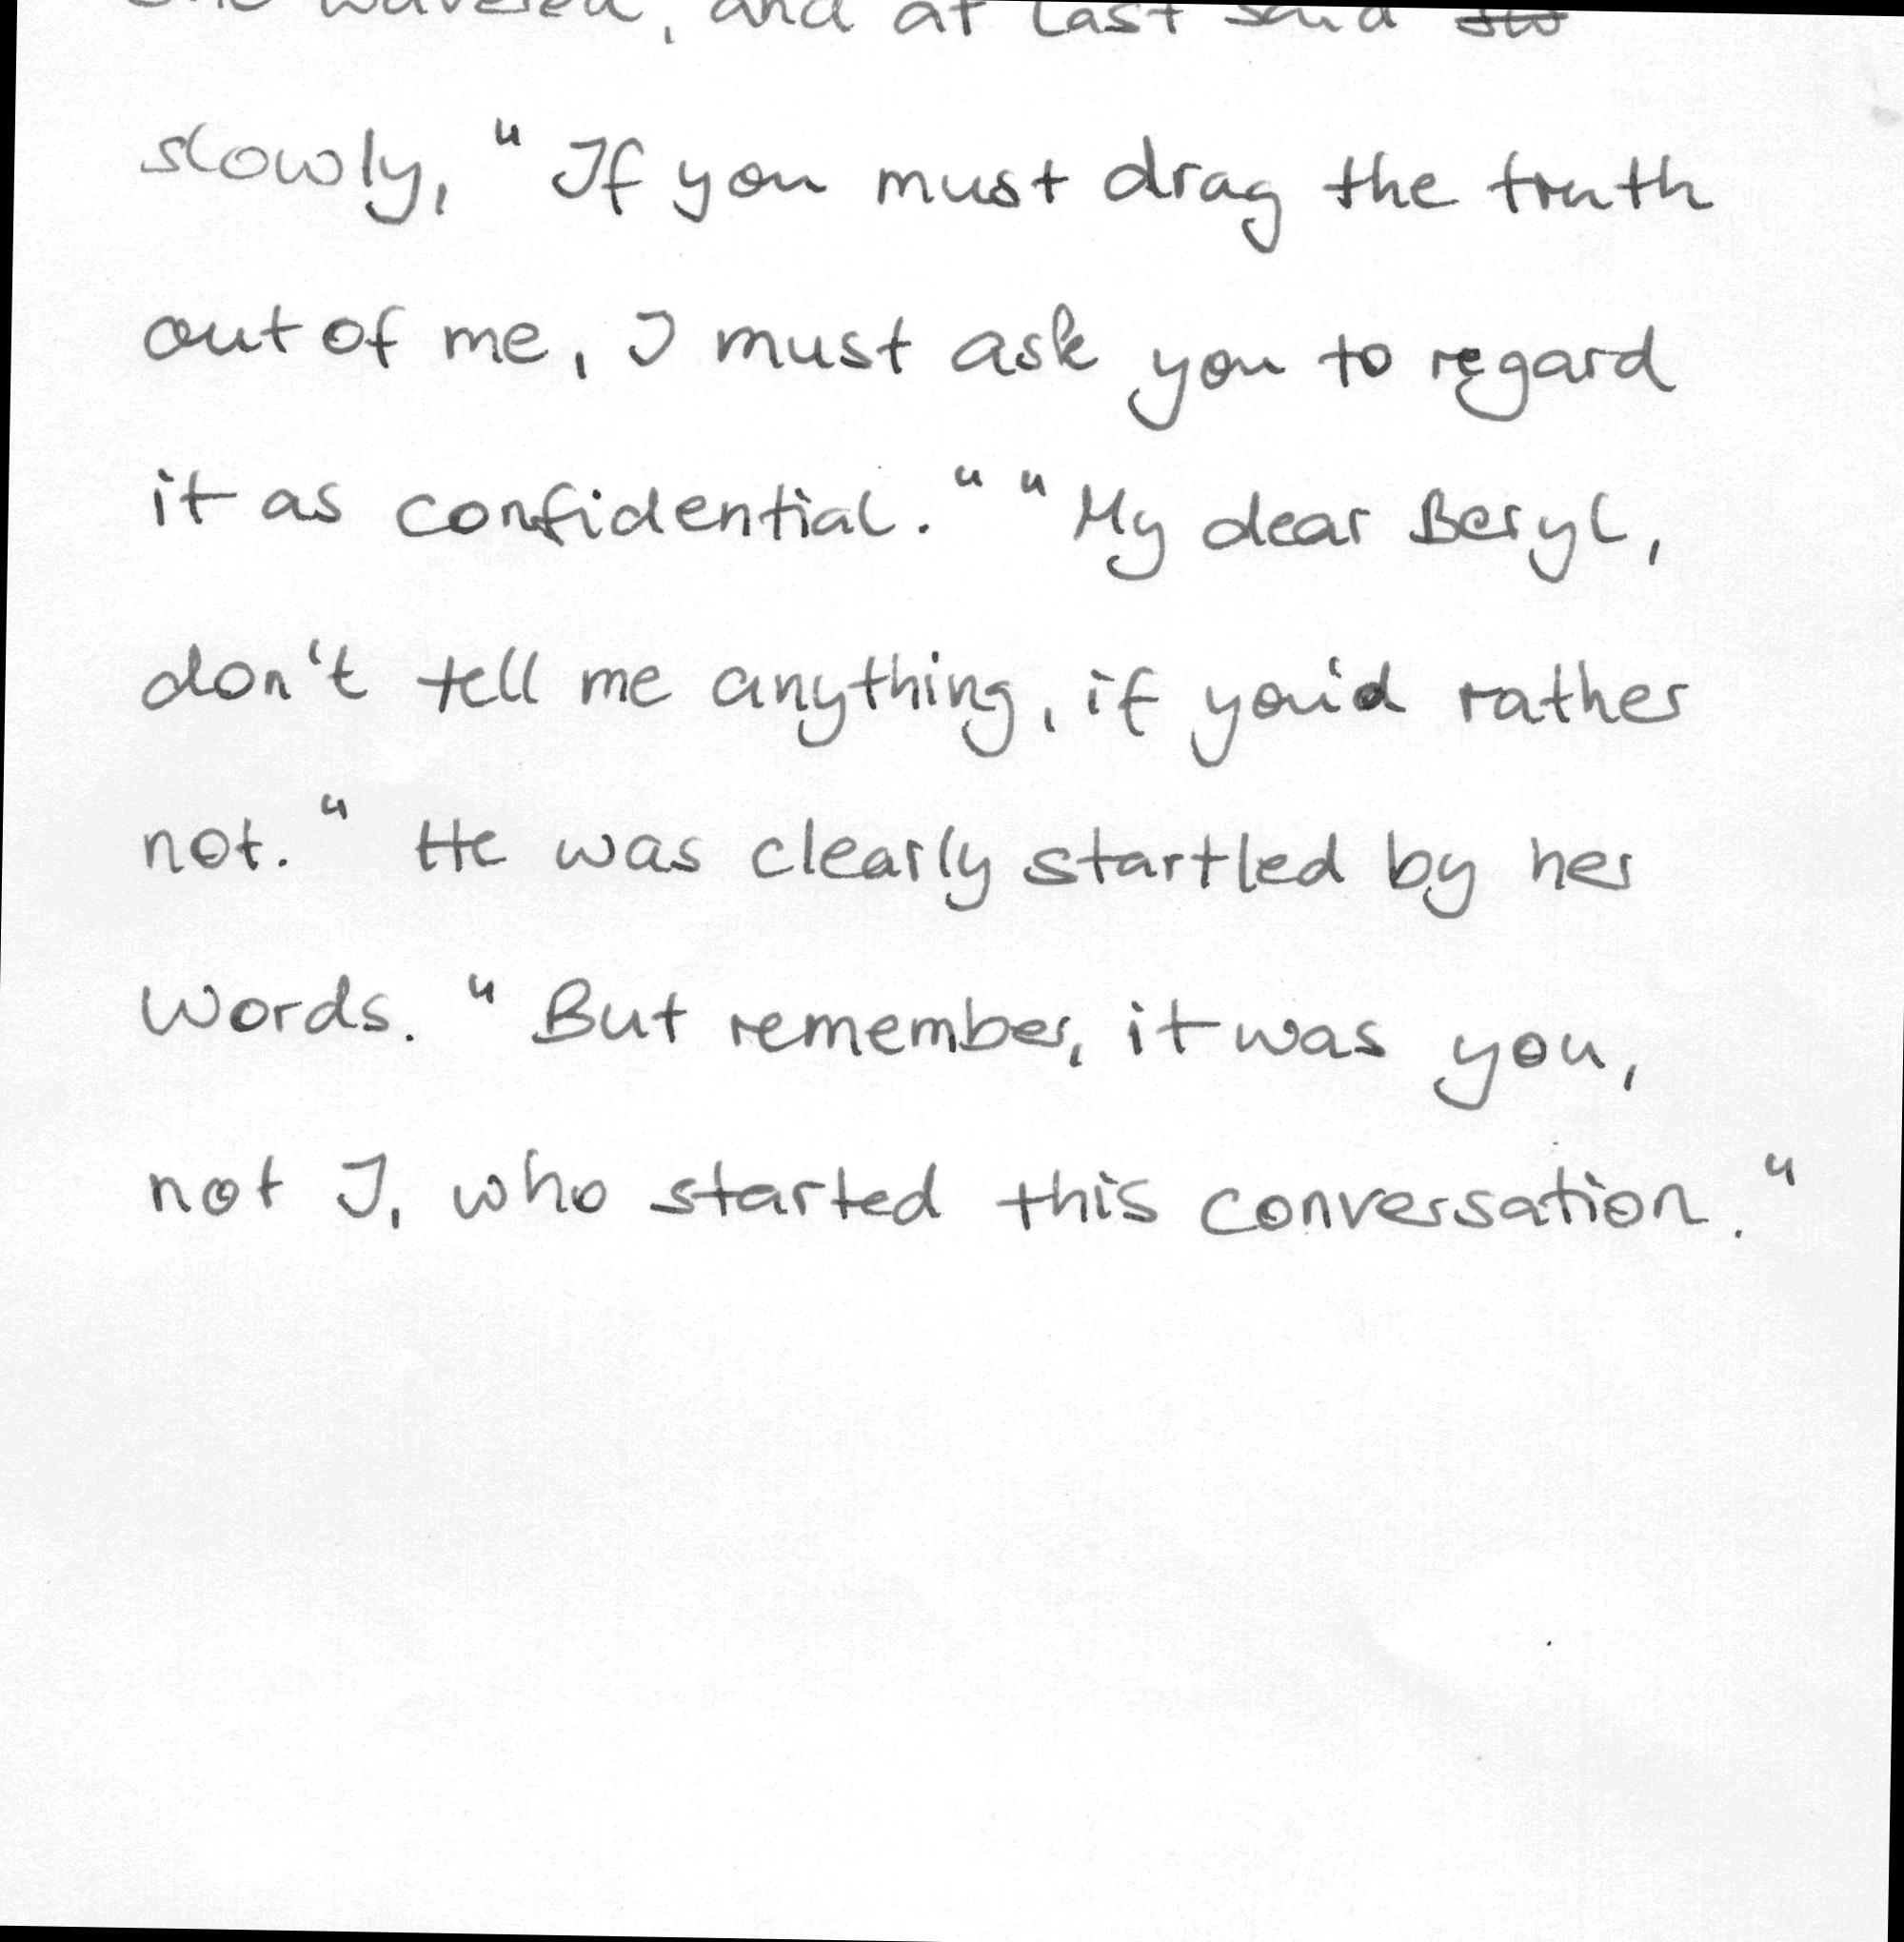 She wavered, and at last said
slowly, "If you must drag the truth
out of me, I must ask you to regard
it as confidential." "My dear Beryl,
don't tell me anything, if you'd rather
not." He was clearly startled by her
words. "But remember, it was you,
not I, who started this conversation."